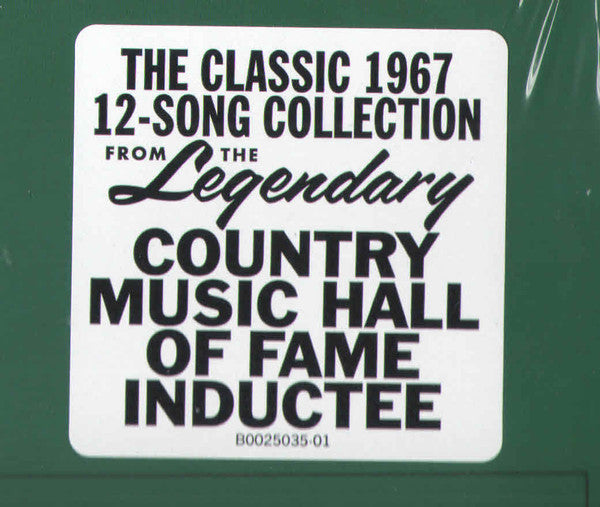 THE CLASSIC 1967
12-SONG COLLECTION
FROM THE
Legendary
COUNTRY
MUSIC HALL
OF FAME
INDUCTEE
B0025035-01